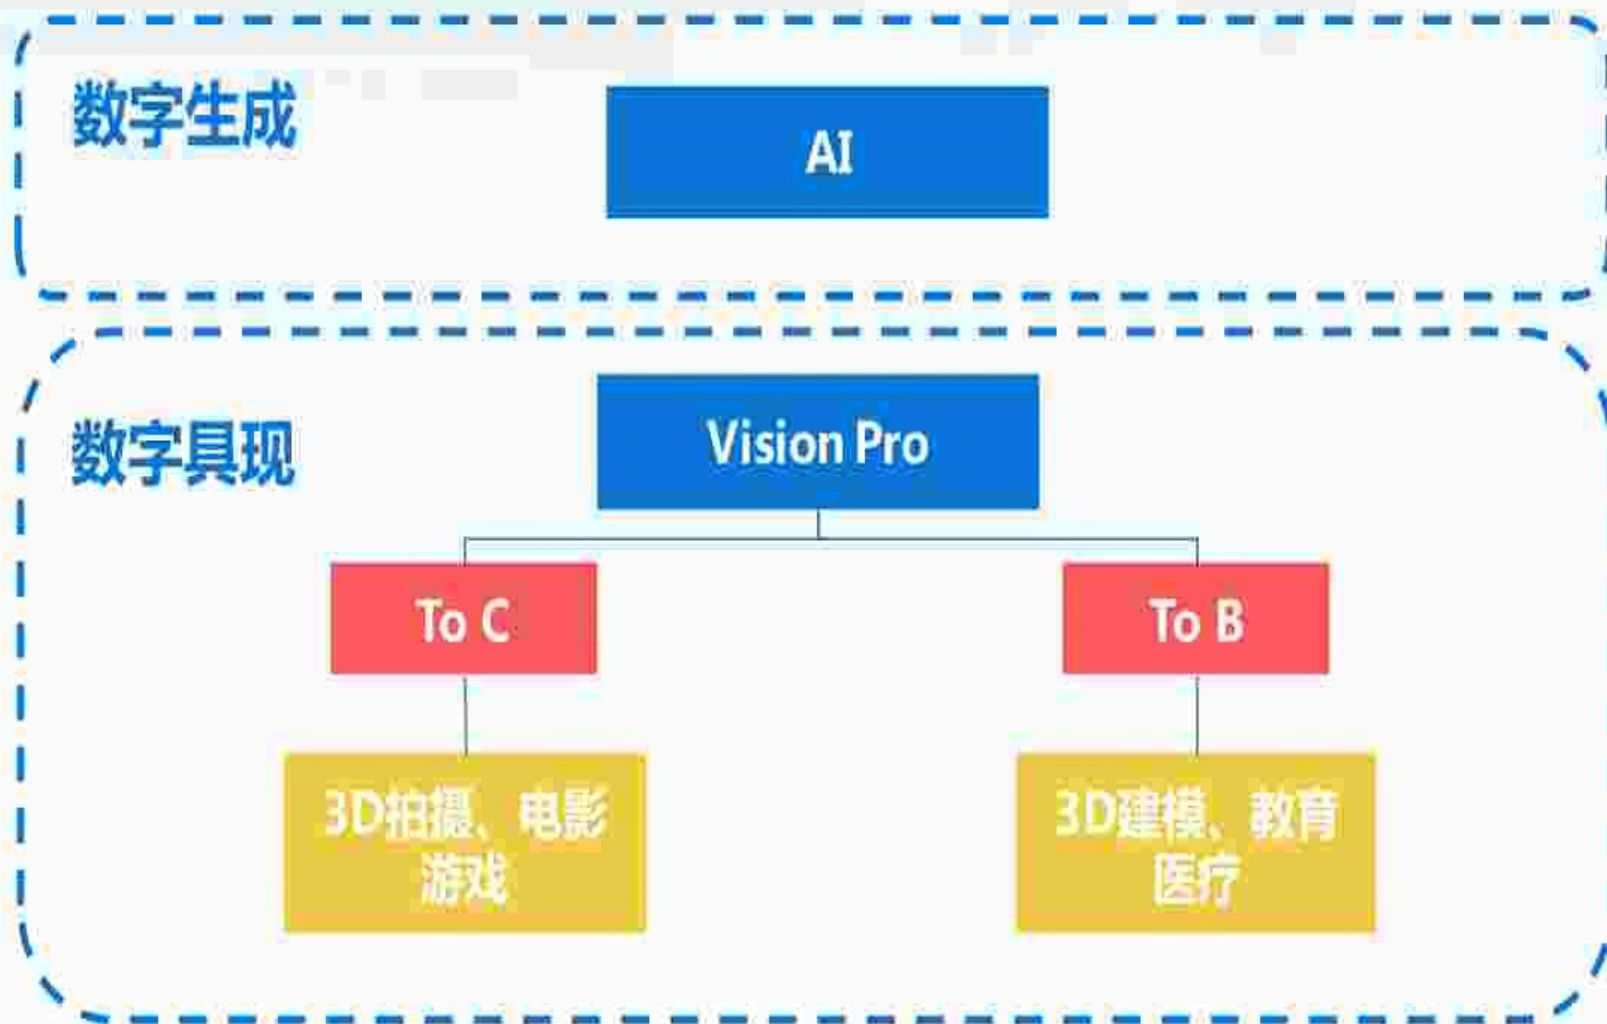 数字生成
AI
数字具现
Vision Pro
To C
To B
3D拍摄、电影
游戏
3D建模、教育
医疗